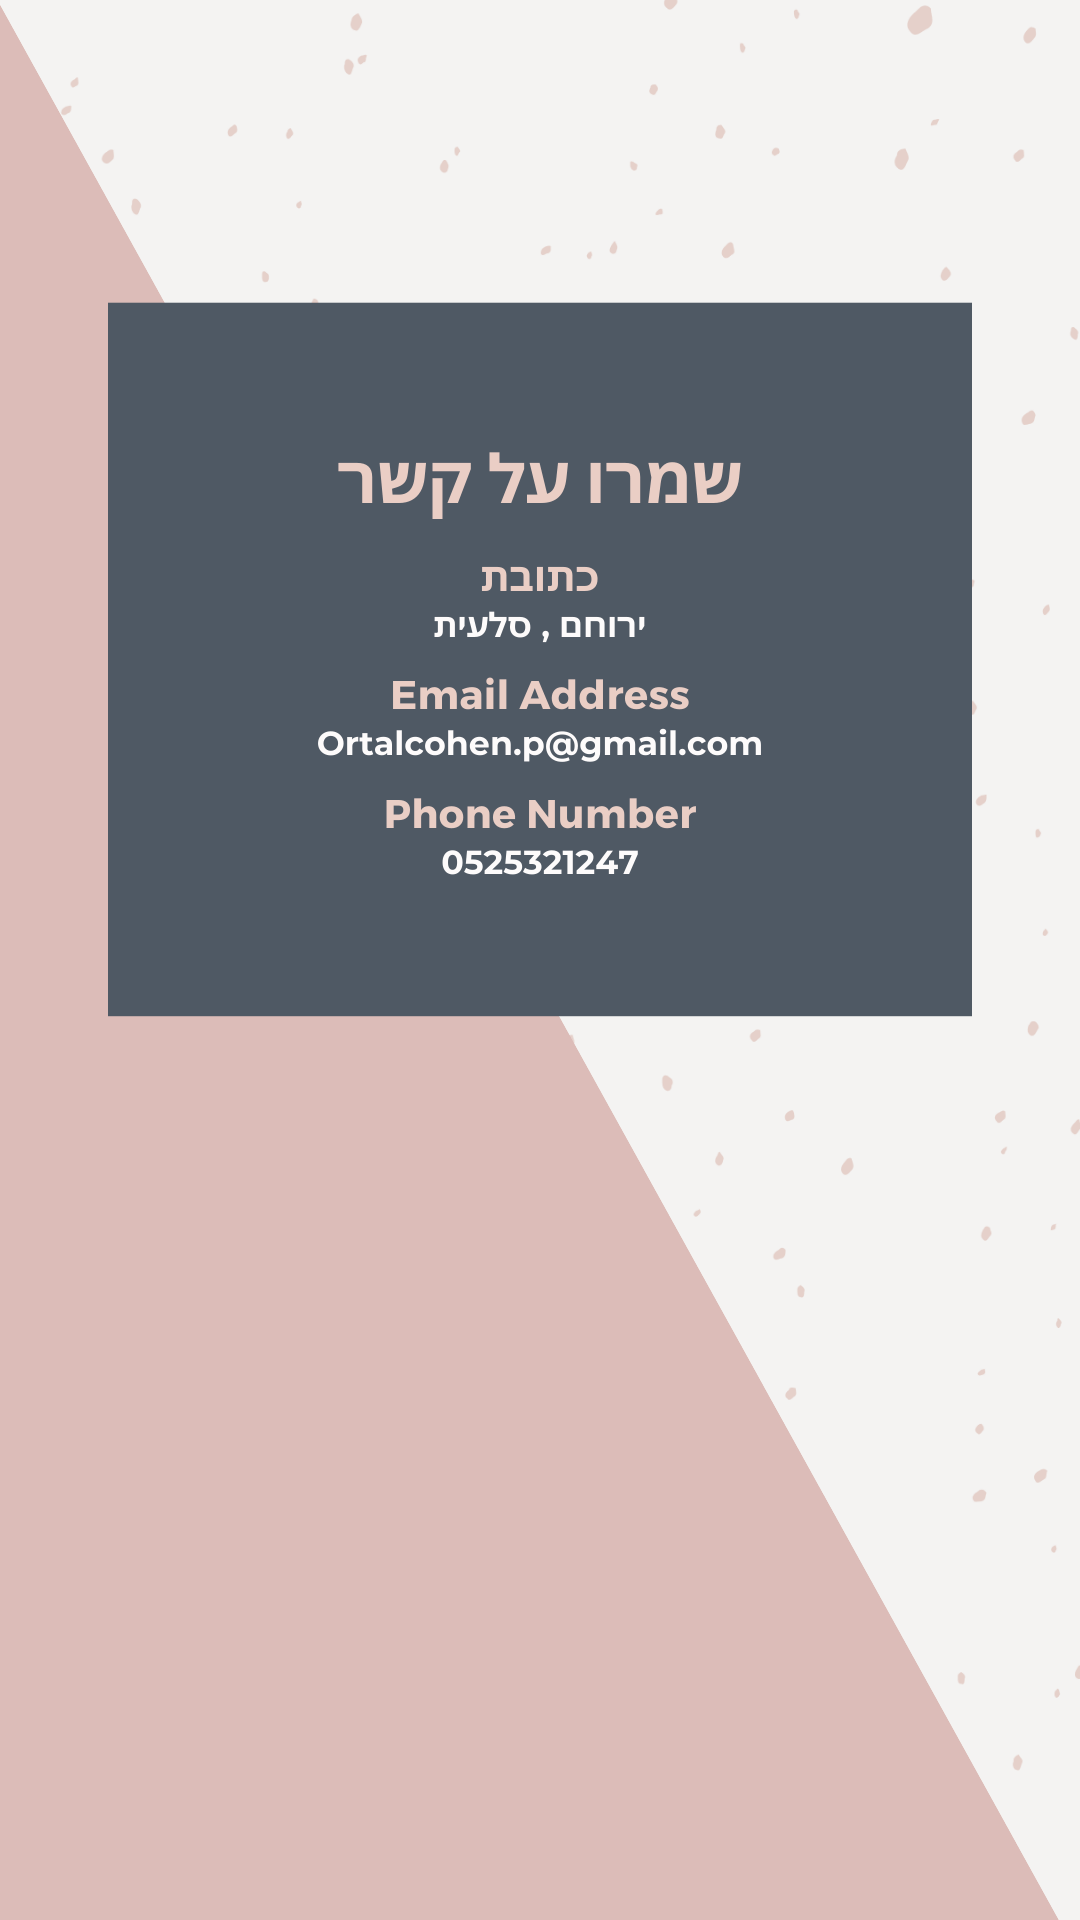 שמרו על קשר
כתובת
ירוחם , סלעית
Email Address
Ortalcohen.p@gmail.com
Phone Number
0525321247